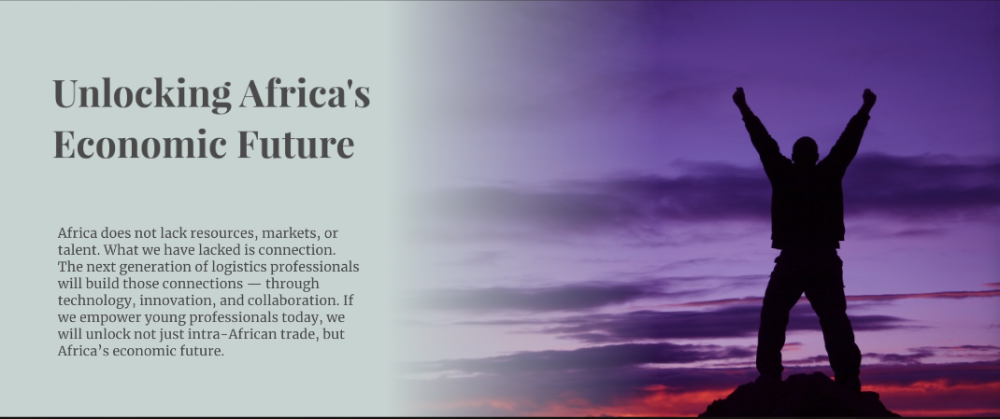 Unlocking Africa's
Economic Future
Africa does not lack resources, markets, or
talent. What we have lacked is connection.
The next generation of logistics professionals
will build those connections — through
technology, innovation, and collaboration. If
we empower young professionals today, we
will unlock not just intra-African trade, but
Africa’s economic future.